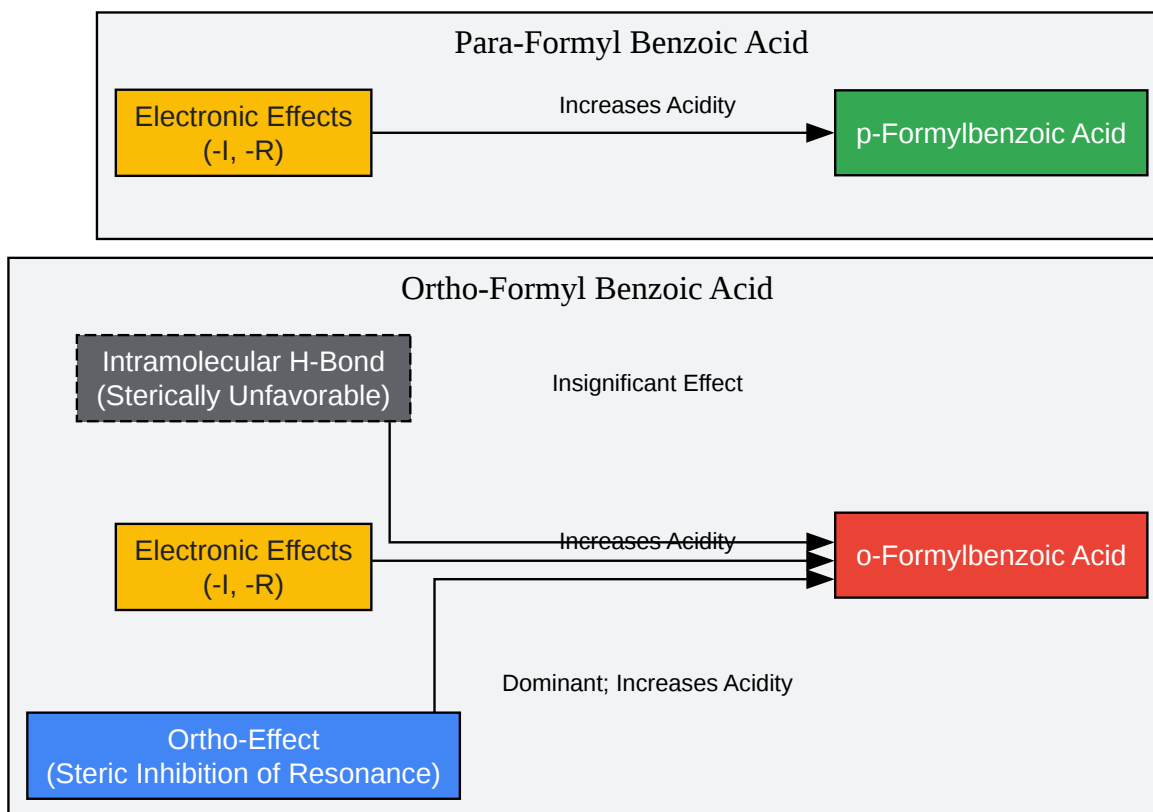 Para-Formyl Benzoic Acid
Electronic Effects
(-I, -R)
Increases Acidity
p-Formylbenzoic Acid
Ortho-Formyl Benzoic Acid
Intramolecular H-Bond
(Sterically Unfavorable)
Insignificant Effect
Electronic Effects
(-I, -R)
Increases Acidity
o-Formylbenzoic Acid
Dominant; Increases Acidity
Ortho-Effect
(Steric Inhibition of Resonance)